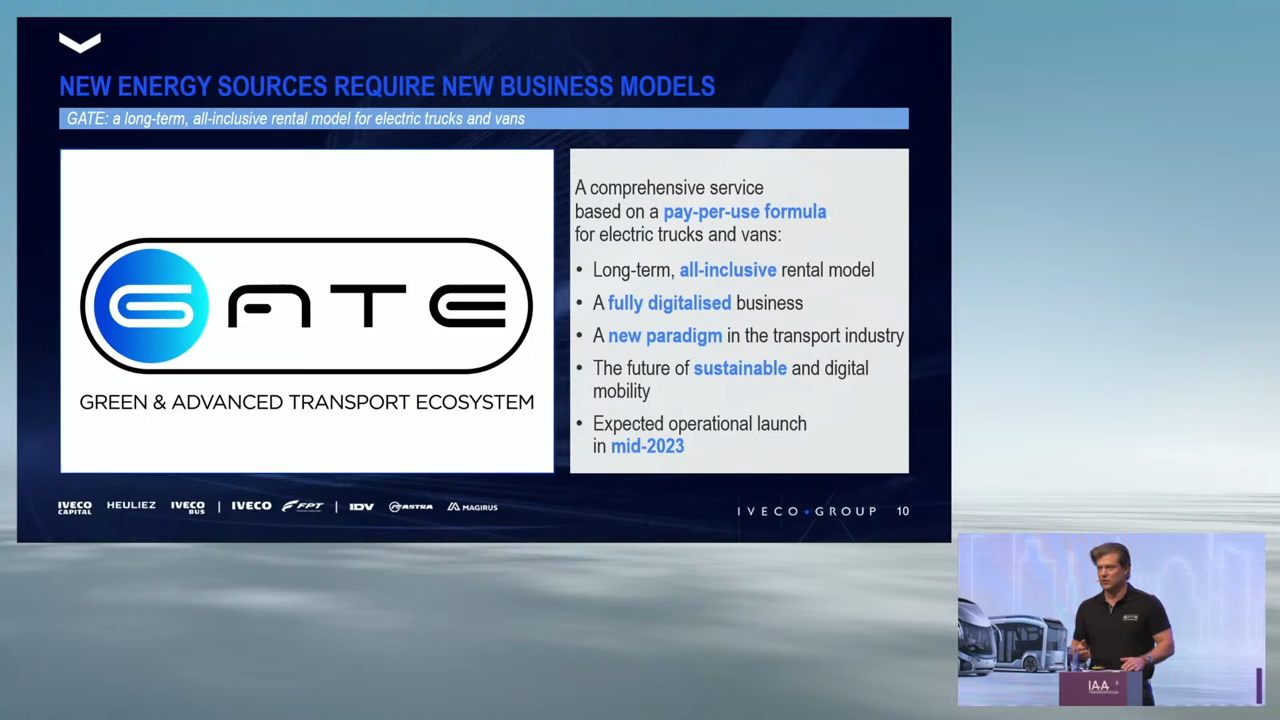 NEW ENERGY SOURCES REQUIRE NEW BUSINESS MODELS
GATE: a long-term, all-inclusive rental model for electric trucks and vans
GATE
GREEN & ADVANCED TRANSPORT ECOSYSTEM
A comprehensive service
based on a pay-per-use formula
for electric trucks and vans:
• Long-term, all-inclusive rental model
• A fully digitalised business
• A new paradigm in the transport industry
• The future of sustainable and digital
mobility
• Expected operational launch
in mid-2023
IVECO CAPITAL HEULIEZ IVECO BUS | IVECO FPT | IDV ASTRA MAGIRUS
IVECO•GROUP 10
GATE
IAA
TRANSPORTATION